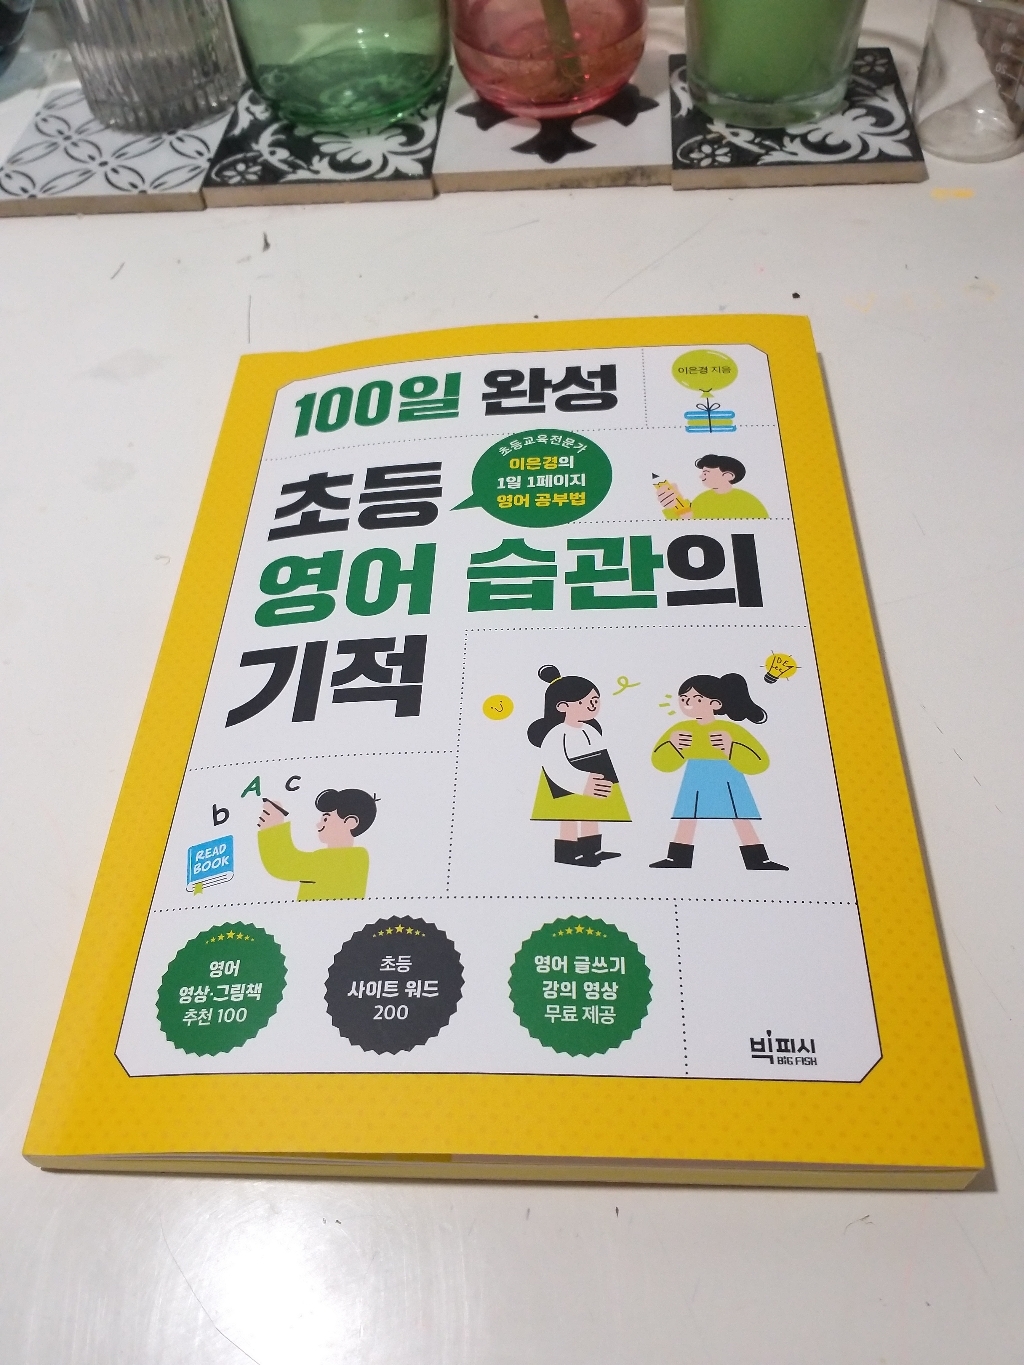 100일 완성
이은경 지음
초등
초등교육전문가
이은경의
1일 1페이지
영어 공부법
영어 습관의
기적
b A C
READ
BOOK
영어
영상·그림책
추천 100
초등
사이트 워드
200
영어 글쓰기
강의 영상
무료 제공
빅피시
BIG FISH